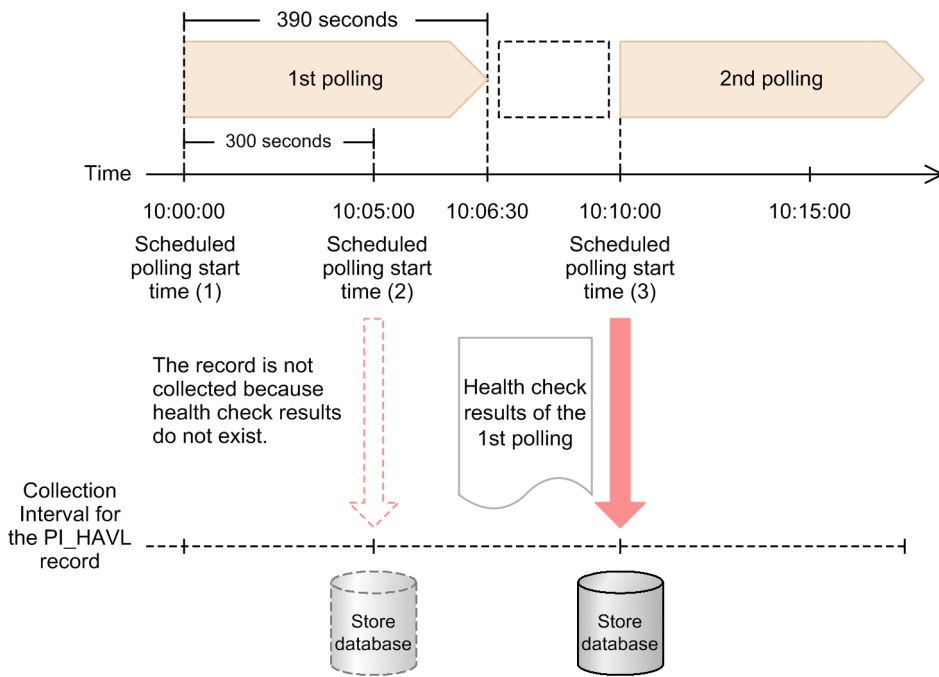 390 seconds
1st polling
2nd polling
300 seconds
Time
10:00:00
10:05:00
10:06:30
10:10:00
10:15:00
Scheduled
polling start
time (1)
Scheduled
polling start
time (2)
Scheduled
polling start
time (3)
The record is not
collected because
health check results
do not exist.
Health check
results of the
1st polling
Collection
Interval for
the PI_HAVL
record
Store
database
Store
database